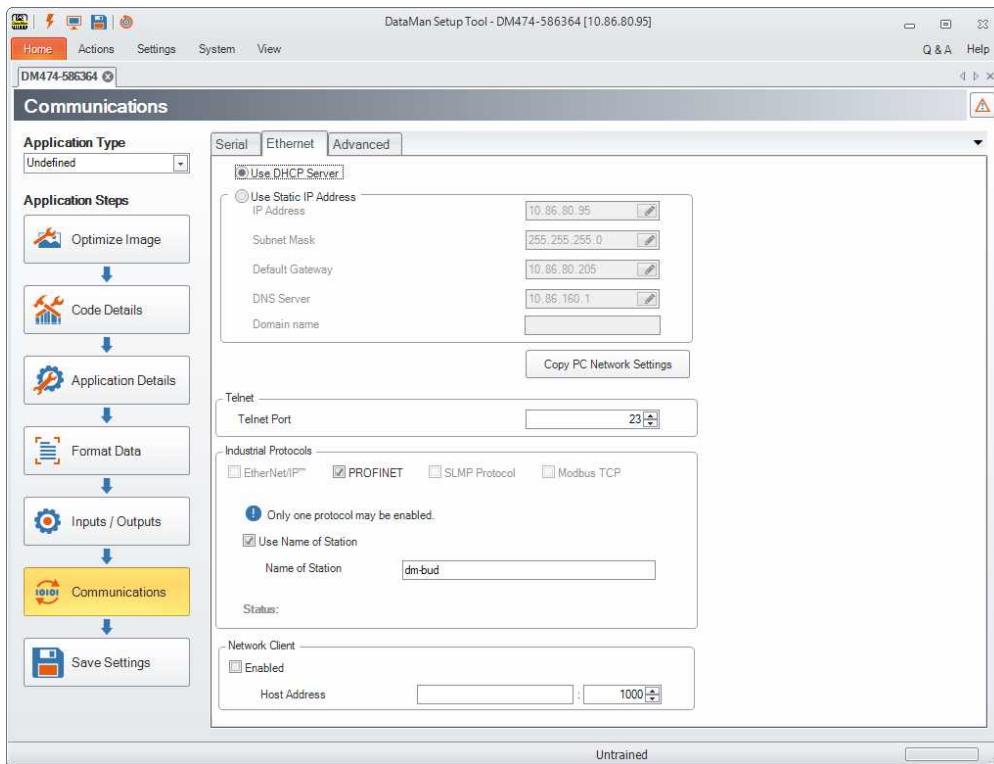 DataMan Setup Tool - DM474-586364 [10.86.80.95]
Home Actions Settings System View Q & A Help
DM474-586364
Communications
Application Type
Undefined
Application Steps
Optimize Image
Code Details
Application Details
Format Data
Inputs / Outputs
10101 Communications
Save Settings
Serial Ethernet Advanced
Use DHCP Server
Use Static IP Address
IP Address 10.86.80.95
Subnet Mask 255.255.255.0
Default Gateway 10.86.80.205
DNS Server 10.86.160.1
Domain name
Copy PC Network Settings
Telnet
Telnet Port 23
Industrial Protocols
EtherNet/IP™ PROFINET SLMP Protocol Modbus TCP
Only one protocol may be enabled.
Use Name of Station
Name of Station dm-bud
Status:
Network Client
Enabled
Host Address : 1000
Untrained